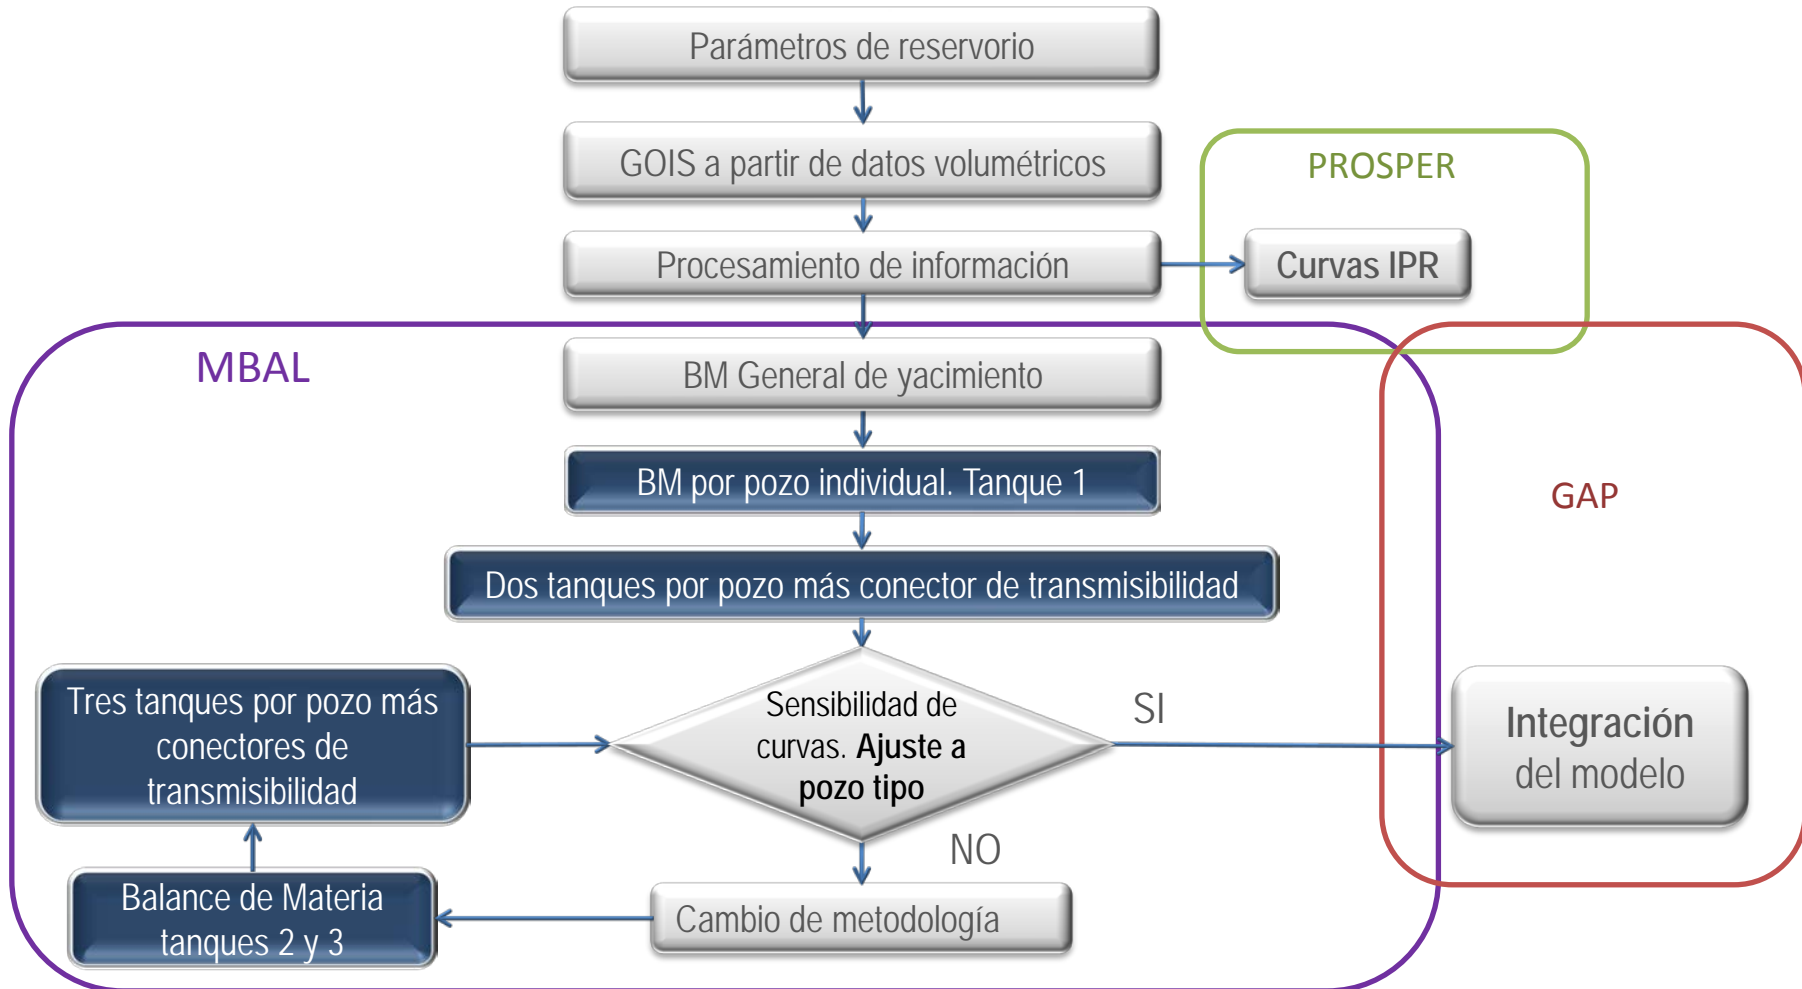 Parámetros de reservorio
GOIS a partir de datos volumétricos
PROSPER
Procesamiento de información
Curvas IPR
MBAL
BM General de yacimiento
BM por pozo individual. Tanque 1
GAP
Dos tanques por pozo más conector de transmisibilidad
Tres tanques por pozo más
conectores de
transmisibilidad
Sensibilidad de
curvas. Ajuste a
pozo tipo
SI
Integración
del modelo
NO
Balance de Materia
tanques 2 y 3
Cambio de metodología